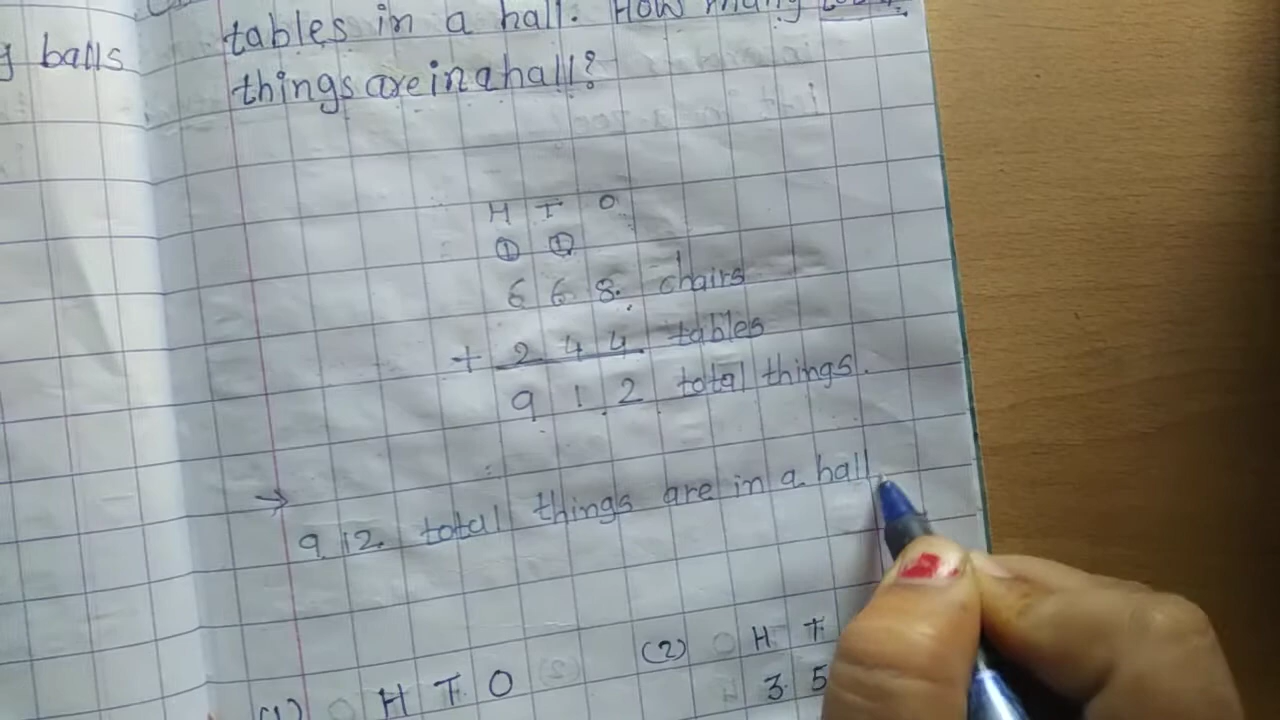 balls
tables in a hall. How many total
things are in a hall?
H T O
1 1
6 6 8 chairs
+ 2 4 4 tables
9 1 2 total things.
→
912 total things are in a hall.
(1) H T O
(2) H T
3 5